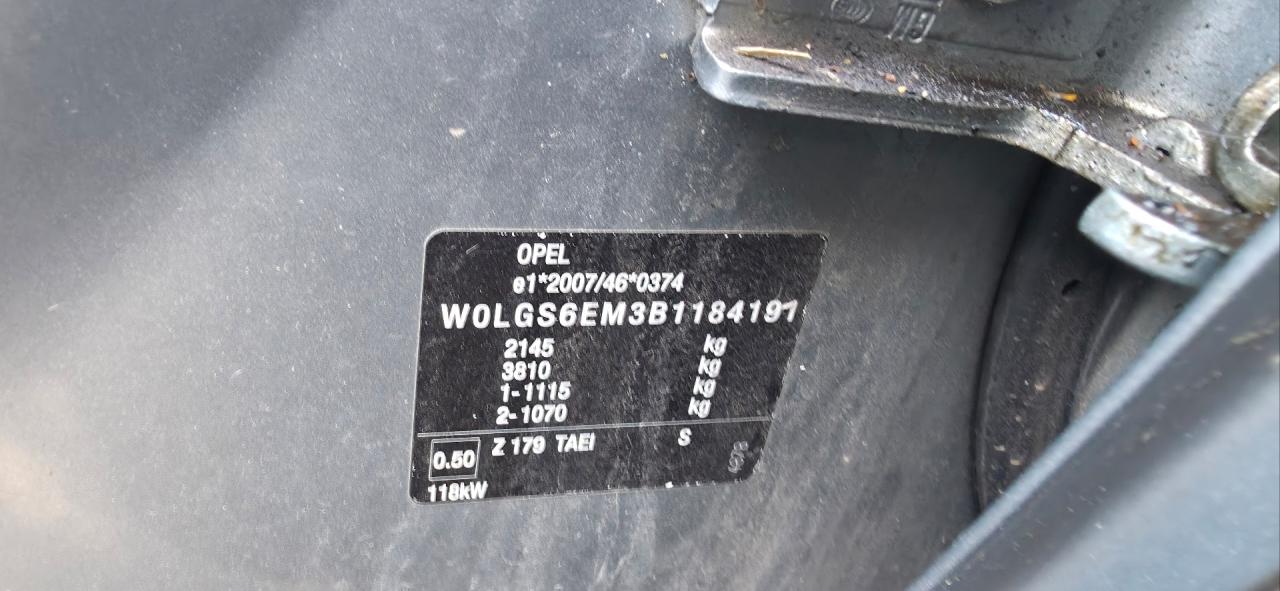 GM
OPEL
e1*2007/46*0374
W0LGS6EM3B1184191
2145 kg
3810 kg
1-1115 kg
2-1070 kg
0.50 Z 179 TAEI S
118kW